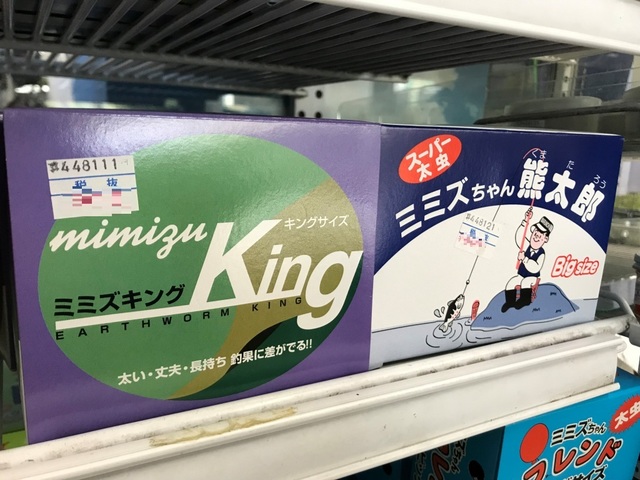 448111
税抜
mimizu
King
キングサイズ
ミミズキング
EARTHWORM KING
太い・丈夫・長持ち 釣果に差がでる!!
スーパー
太虫
ミミズちゃん熊太郎
くまたろう
448121
Big size
太虫
ミミズちゃん
フレンド